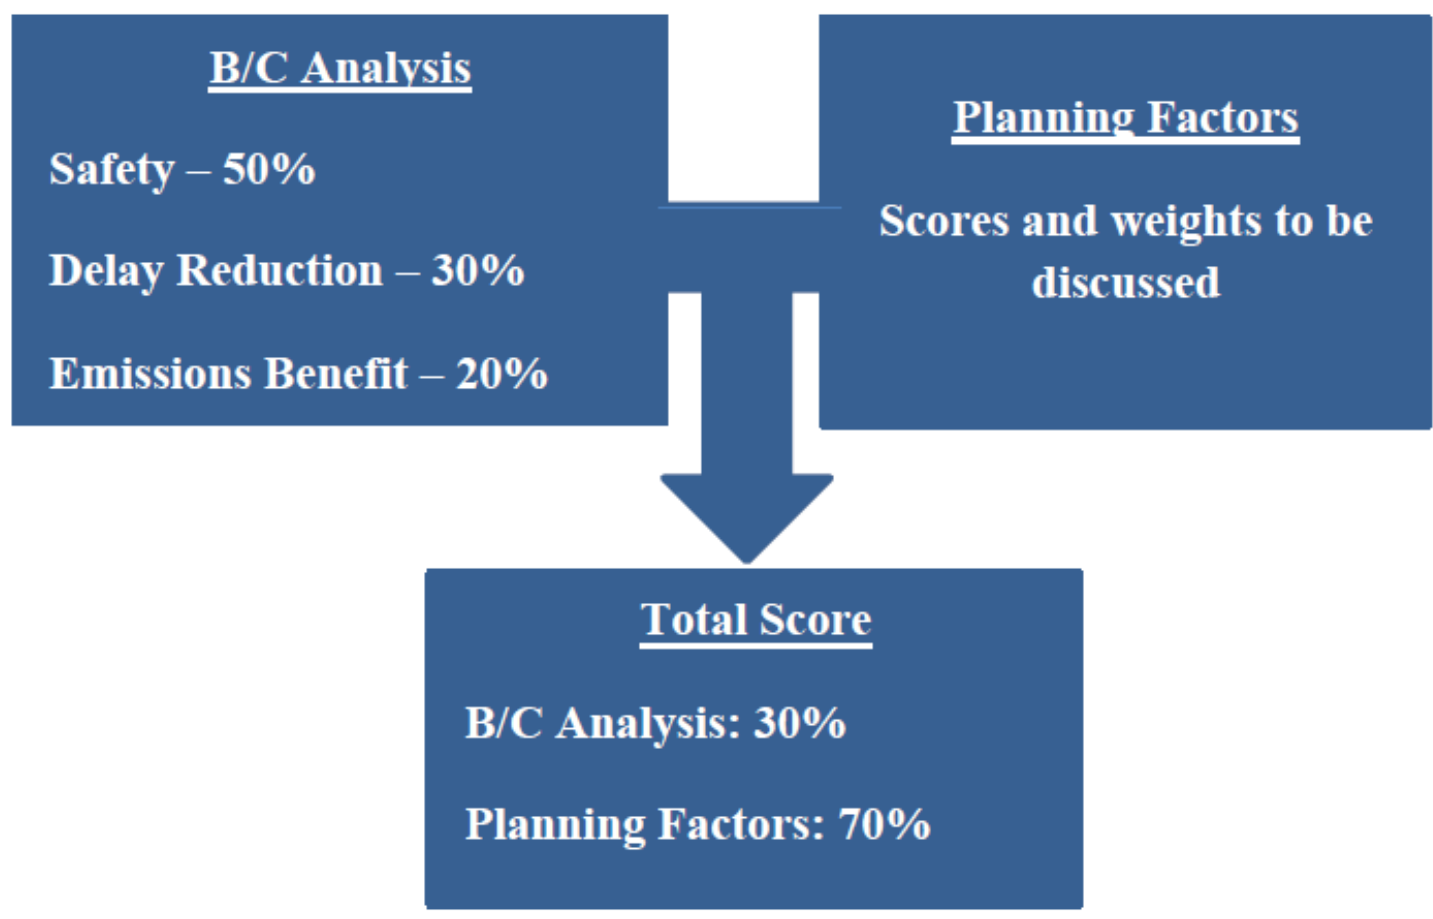 B/C Analysis
Safety – 50%
Delay Reduction – 30%
Emissions Benefit – 20%
Planning Factors
Scores and weights to be
discussed
Total Score
B/C Analysis: 30%
Planning Factors: 70%